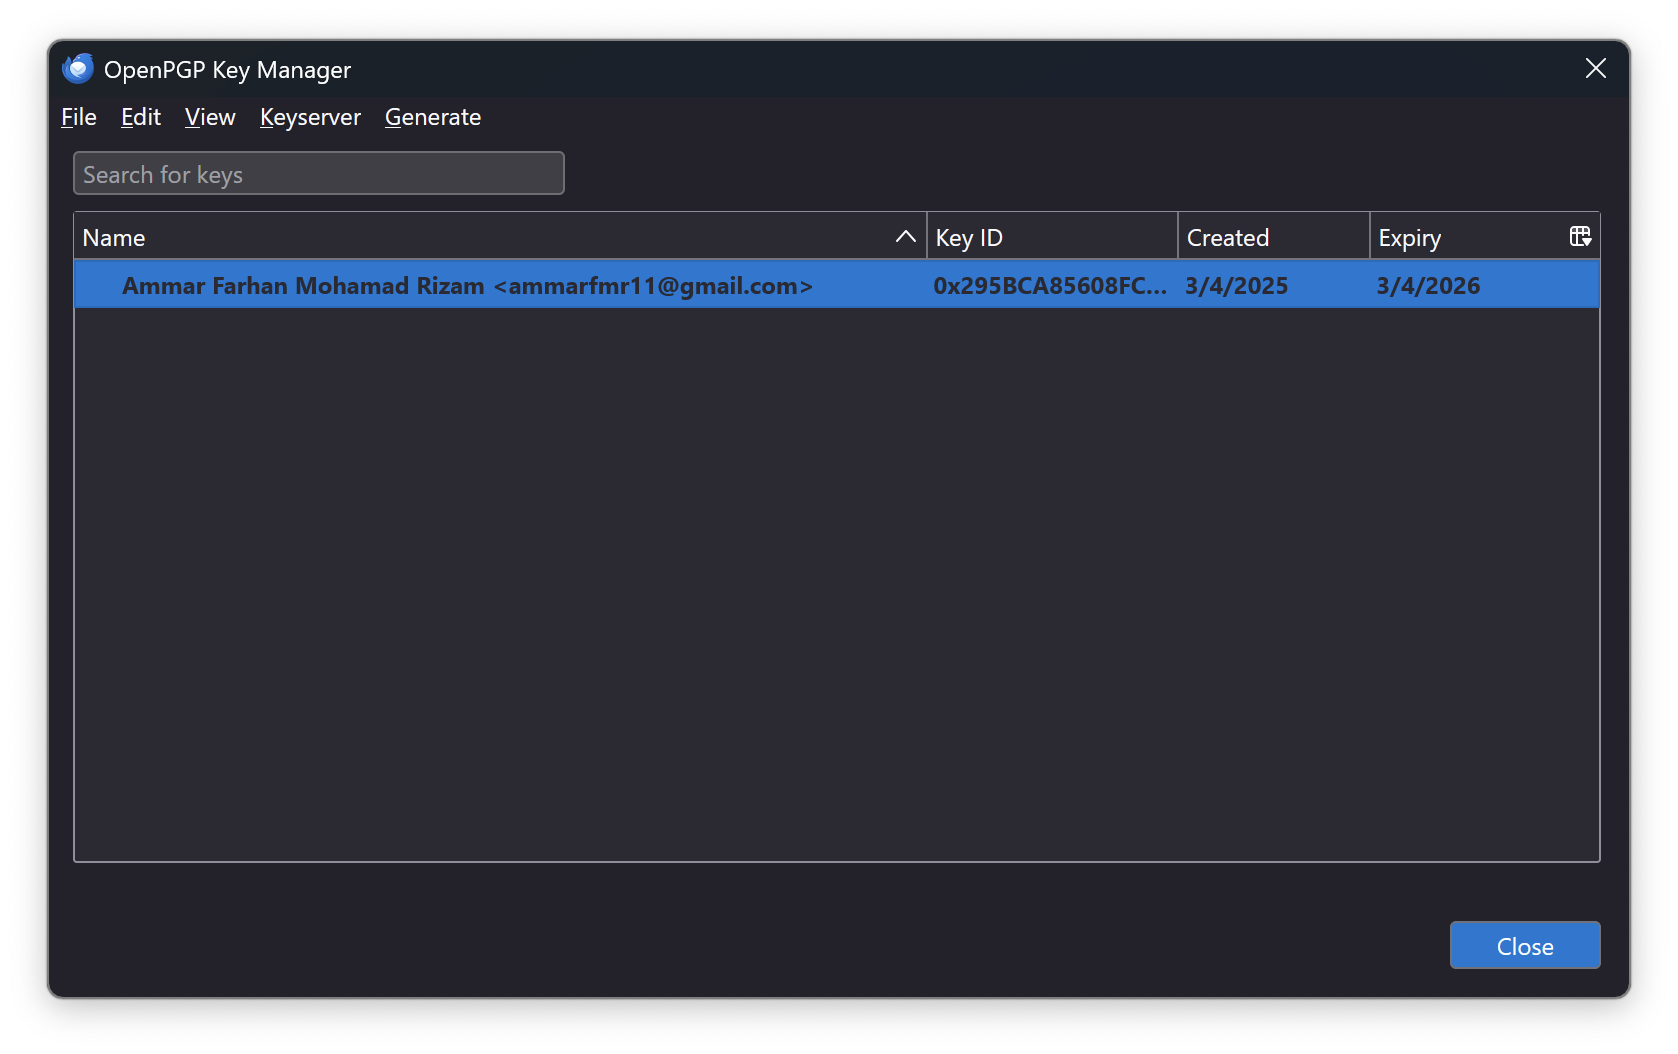 OpenPGP Key Manager
File Edit View Keyserver Generate
Search for keys
Name Key ID Created Expiry
Ammar Farhan Mohamad Rizam <ammarfmr11@gmail.com> 0x295BCA85608FC... 3/4/2025 3/4/2026
Close